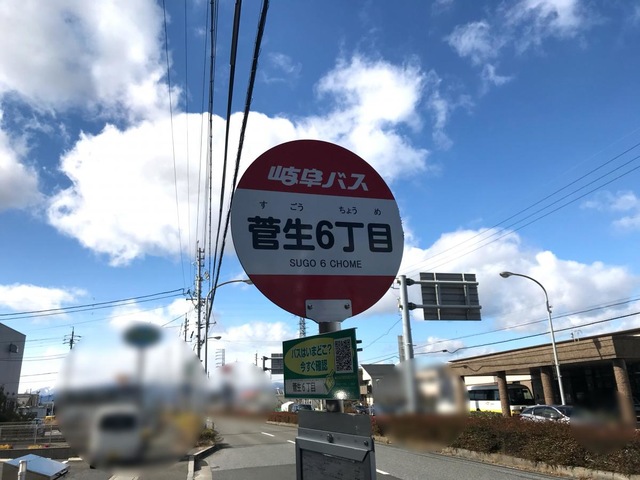 岐阜バス
すごう ちょうめ
菅生6丁目
SUGO 6 CHOME
バスはいまどこ?
今すぐ確認
菅生6丁目